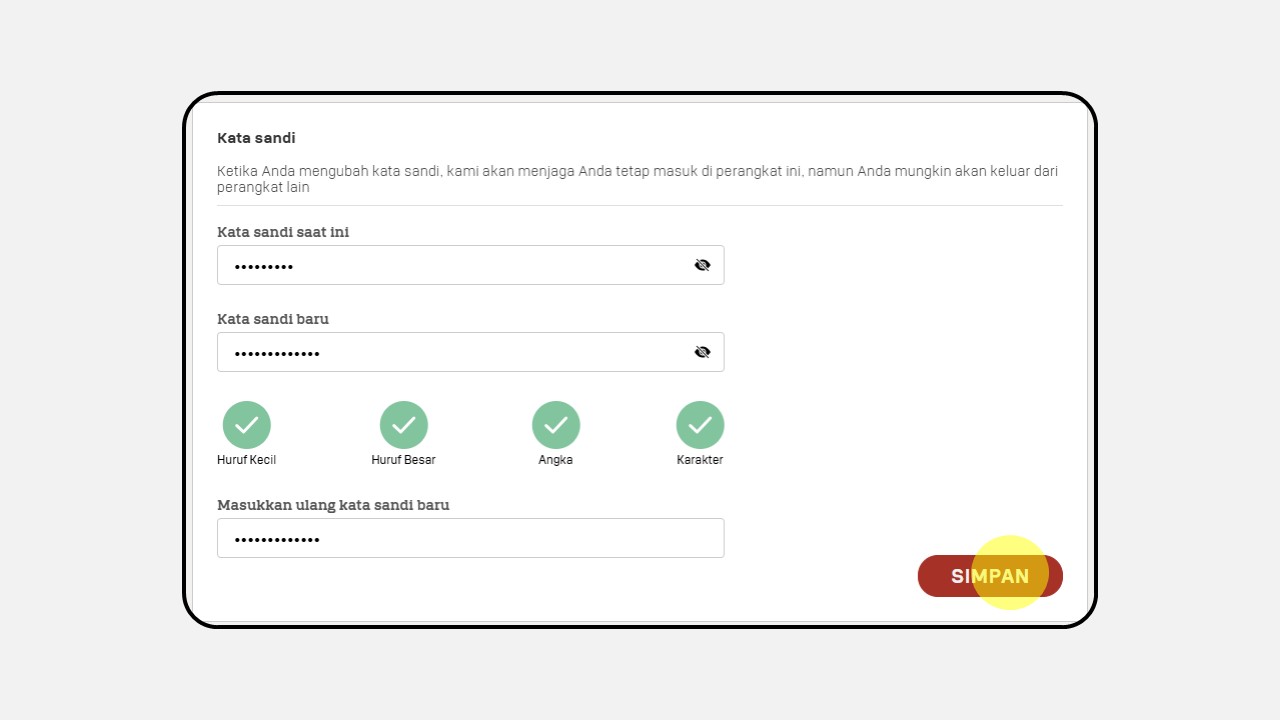 Kata sandi
Ketika Anda mengubah kata sandi, kami akan menjaga Anda tetap masuk di perangkat ini, namun Anda mungkin akan keluar dari
perangkat lain
Kata sandi saat ini
•••••••••
Kata sandi baru
•••••••••••••
Huruf Kecil Huruf Besar Angka Karakter
Masukkan ulang kata sandi baru
•••••••••••••
SIMPAN